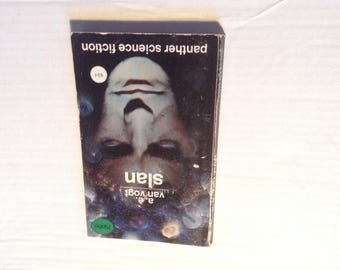 a.e.
van vogt
slan
panther science fiction